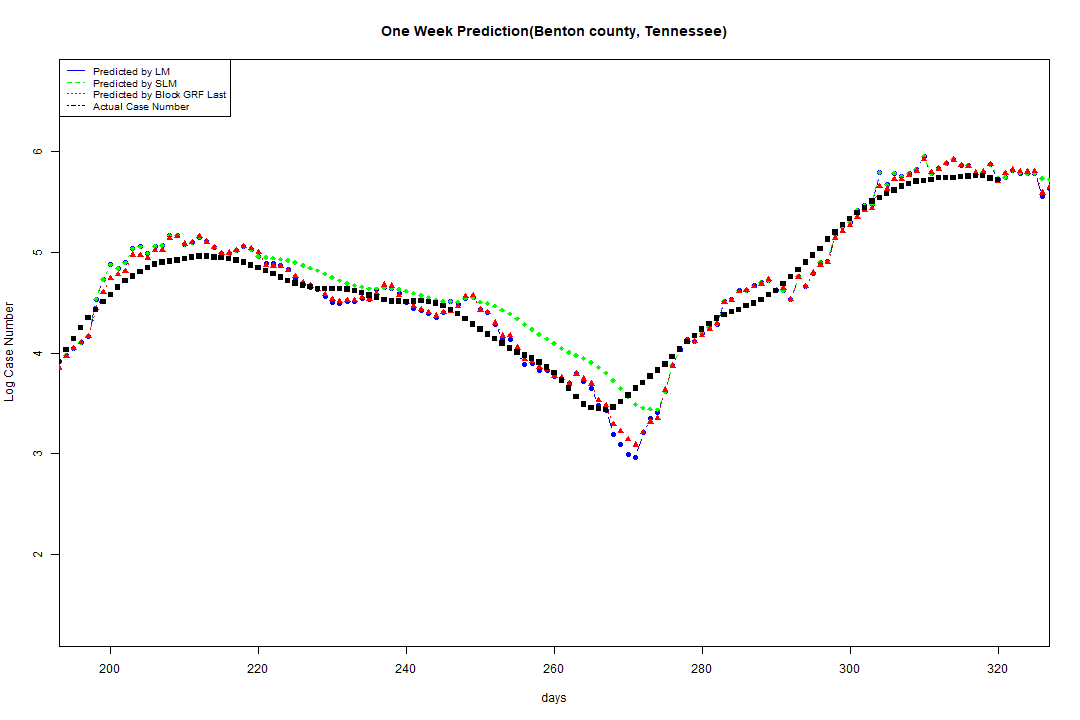 One Week Prediction(Benton county, Tennessee)
Predicted by LM
Predicted by SLM
Predicted by Block GRF Last
Actual Case Number
6
5
4
3
2
Log Case Number
200 220 240 260 280 300 320
days